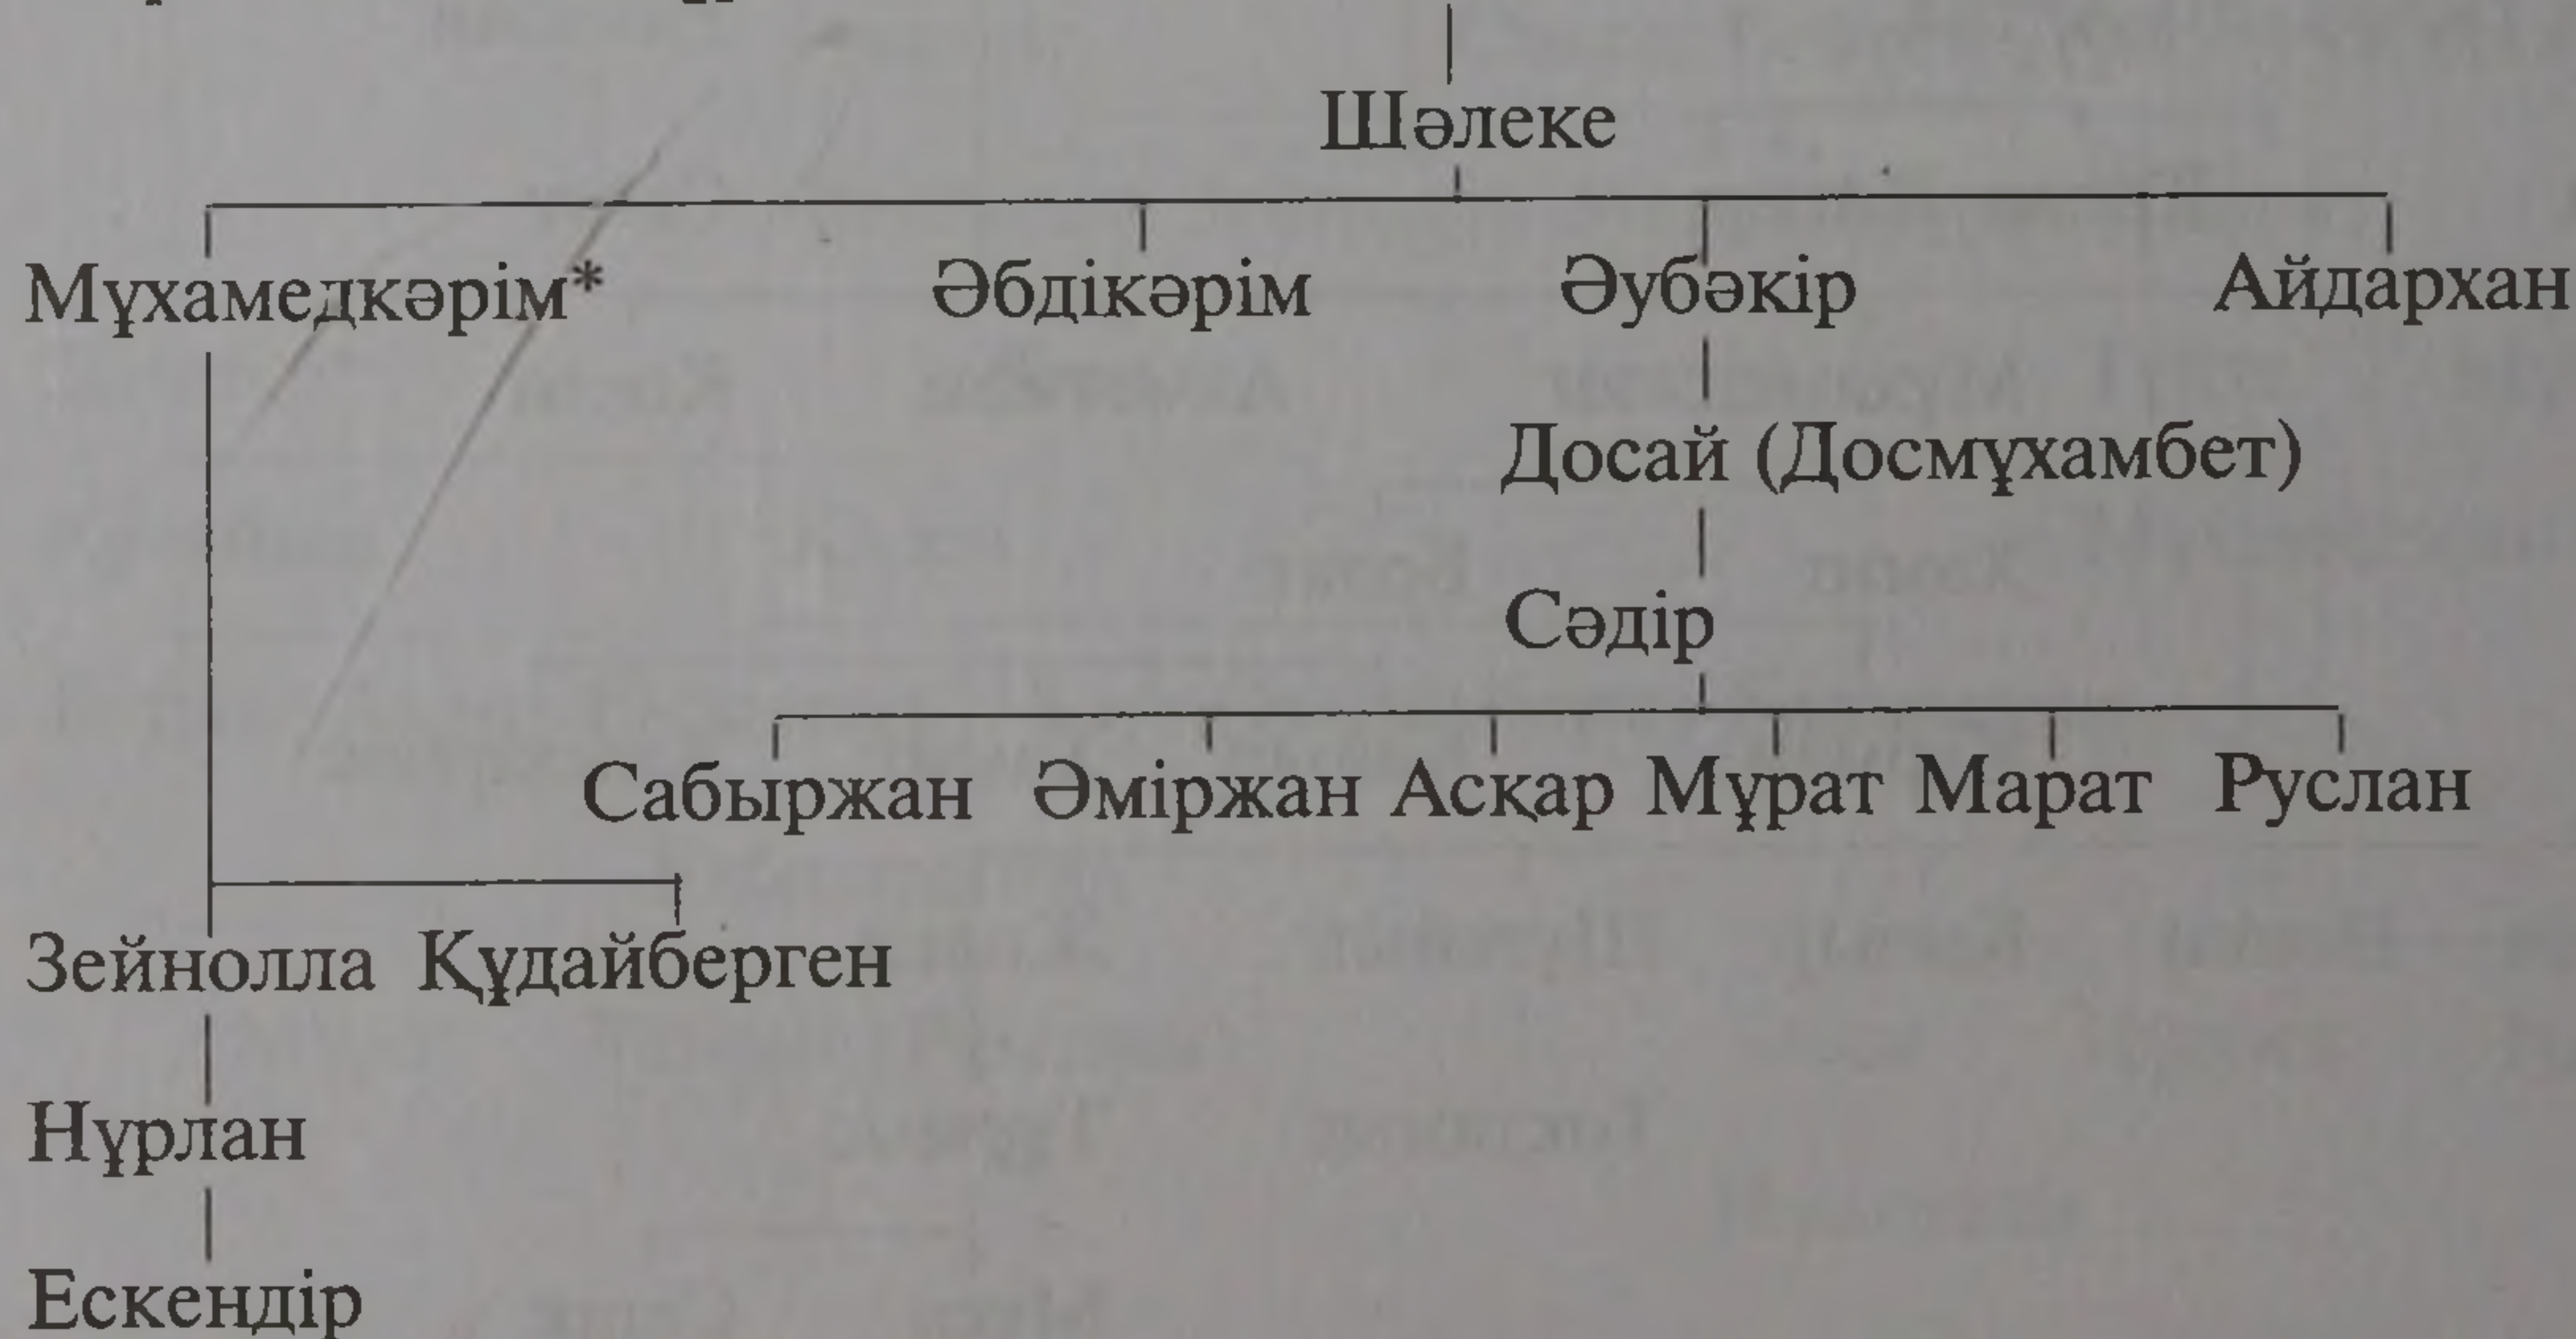 Шәлеке
Мұхамедкәрім* Әбдікәрім Әубәкір Айдархан
Досай (Досмұхамбет)
Сәдір
Сабыржан Әміржан Асқар Мұрат Марат Руслан
Зейнолла Құдайберген
Нұрлан
Ескендір